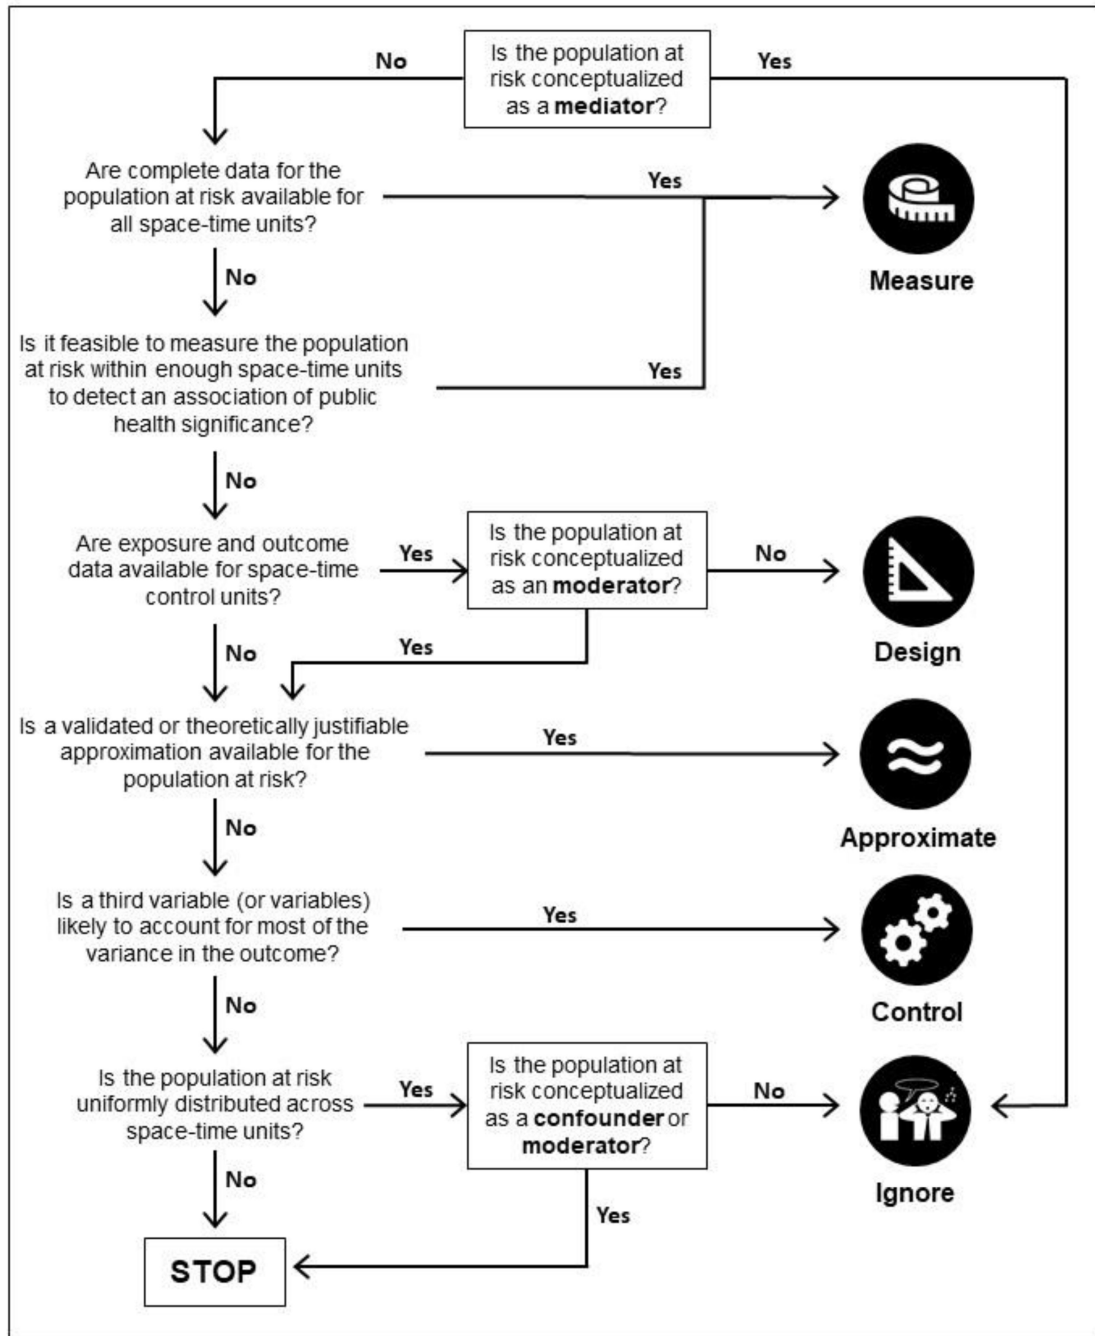 Is the population at
risk conceptualized
as a mediator?
No
Yes
Are complete data for the
population at risk available for
all space-time units?
Yes
Measure
No
Is it feasible to measure the population
at risk within enough space-time units
to detect an association of public
health significance?
Yes
No
Are exposure and outcome
data available for space-time
control units?
Yes
Is the population at
risk conceptualized
as an moderator?
No
Design
No
Yes
Is a validated or theoretically justifiable
approximation available for the
population at risk?
Yes
Approximate
No
Is a third variable (or variables)
likely to account for most of the
variance in the outcome?
Yes
Control
No
Is the population at risk
uniformly distributed across
space-time units?
Yes
Is the population at
risk conceptualized
as a confounder or
moderator?
No
Ignore
No
Yes
STOP